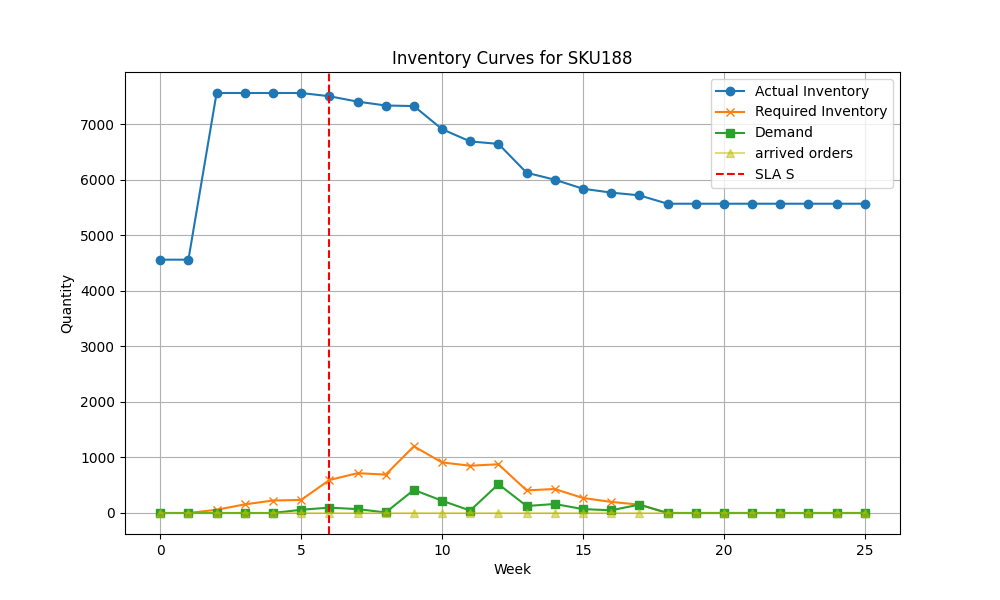 Inventory Curves for SKU188
Actual Inventory
Required Inventory
Demand
arrived orders
SLA S
Quantity
7000
6000
5000
4000
3000
2000
1000
0
0 5 10 15 20 25
Week